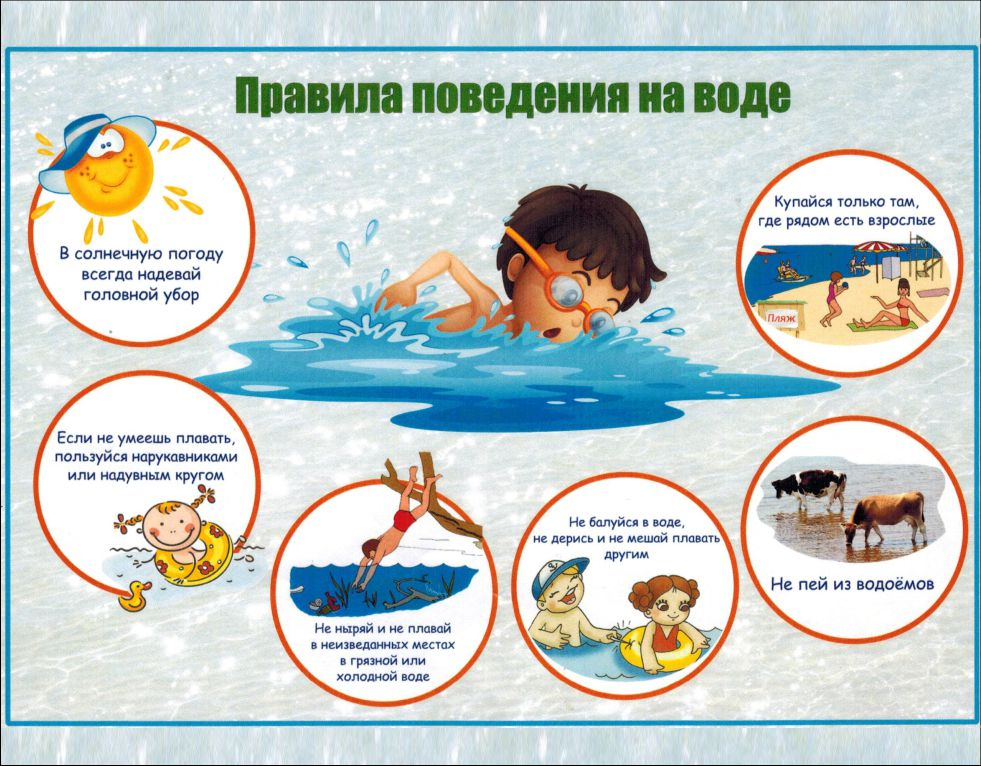 Правила поведения на воде
В солнечную погоду
всегда надевай
головной убор
Купайся только там,
где рядом есть взрослые
Пляж
Если не умеешь плавать,
пользуйся нарукавниками
или надувным кругом
Не ныряй и не плавай
в неизведанных местах
в грязной или
холодной воде
Не балуйся в воде,
не дерись и не мешай плавать
другим
Не пей из водоёмов